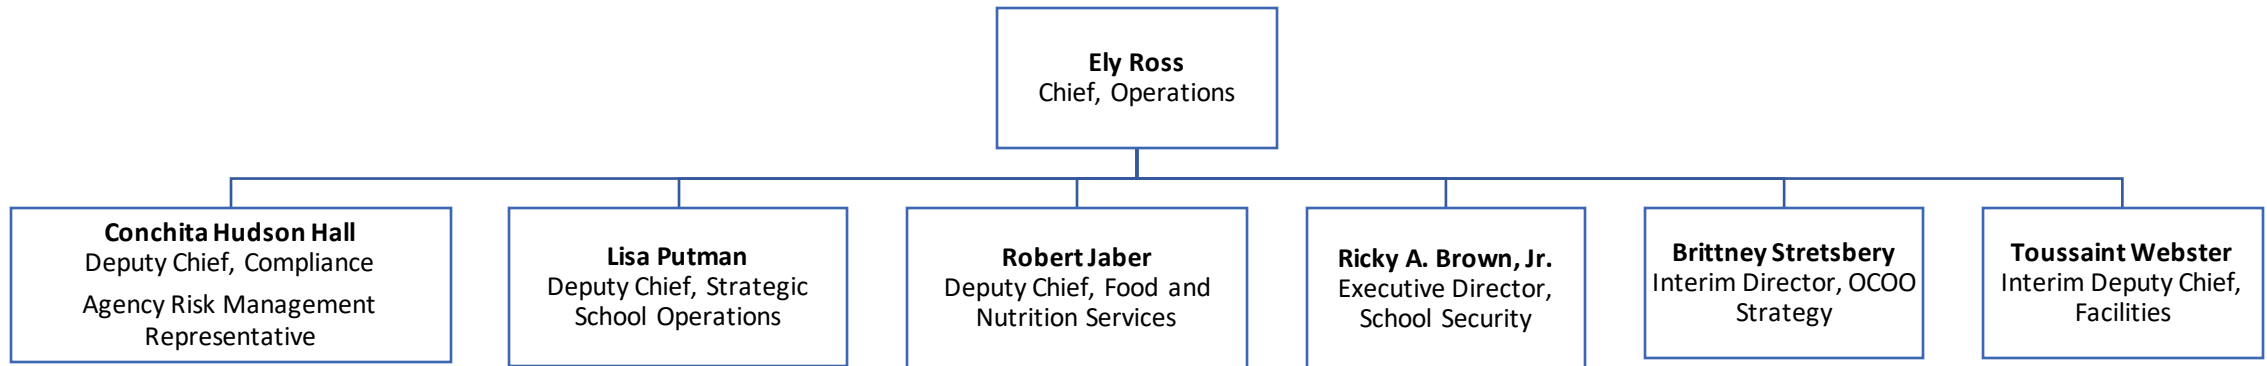 Ely Ross
Chief, Operations
Conchita Hudson Hall
Deputy Chief, Compliance
Agency Risk Management
Representative
Lisa Putman
Deputy Chief, Strategic
School Operations
Robert Jaber
Deputy Chief, Food and
Nutrition Services
Ricky A. Brown, Jr.
Executive Director,
School Security
Brittney Stretsbery
Interim Director, OCOO
Strategy
Toussaint Webster
Interim Deputy Chief,
Facilities